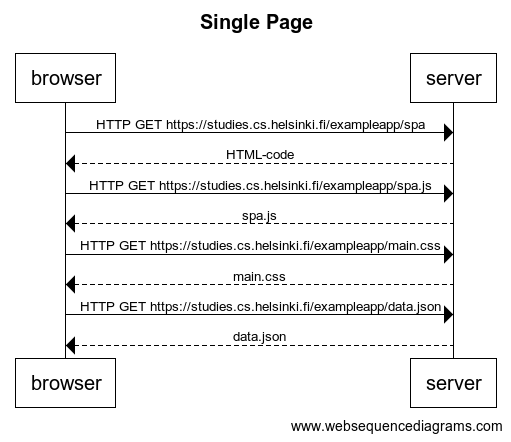 Single Page
browser server
HTTP GET https://studies.cs.helsinki.fi/exampleapp/spa
HTML-code
HTTP GET https://studies.cs.helsinki.fi/exampleapp/spa.js
spa.js
HTTP GET https://studies.cs.helsinki.fi/exampleapp/main.css
main.css
HTTP GET https://studies.cs.helsinki.fi/exampleapp/data.json
data.json
browser server
www.websequencediagrams.com